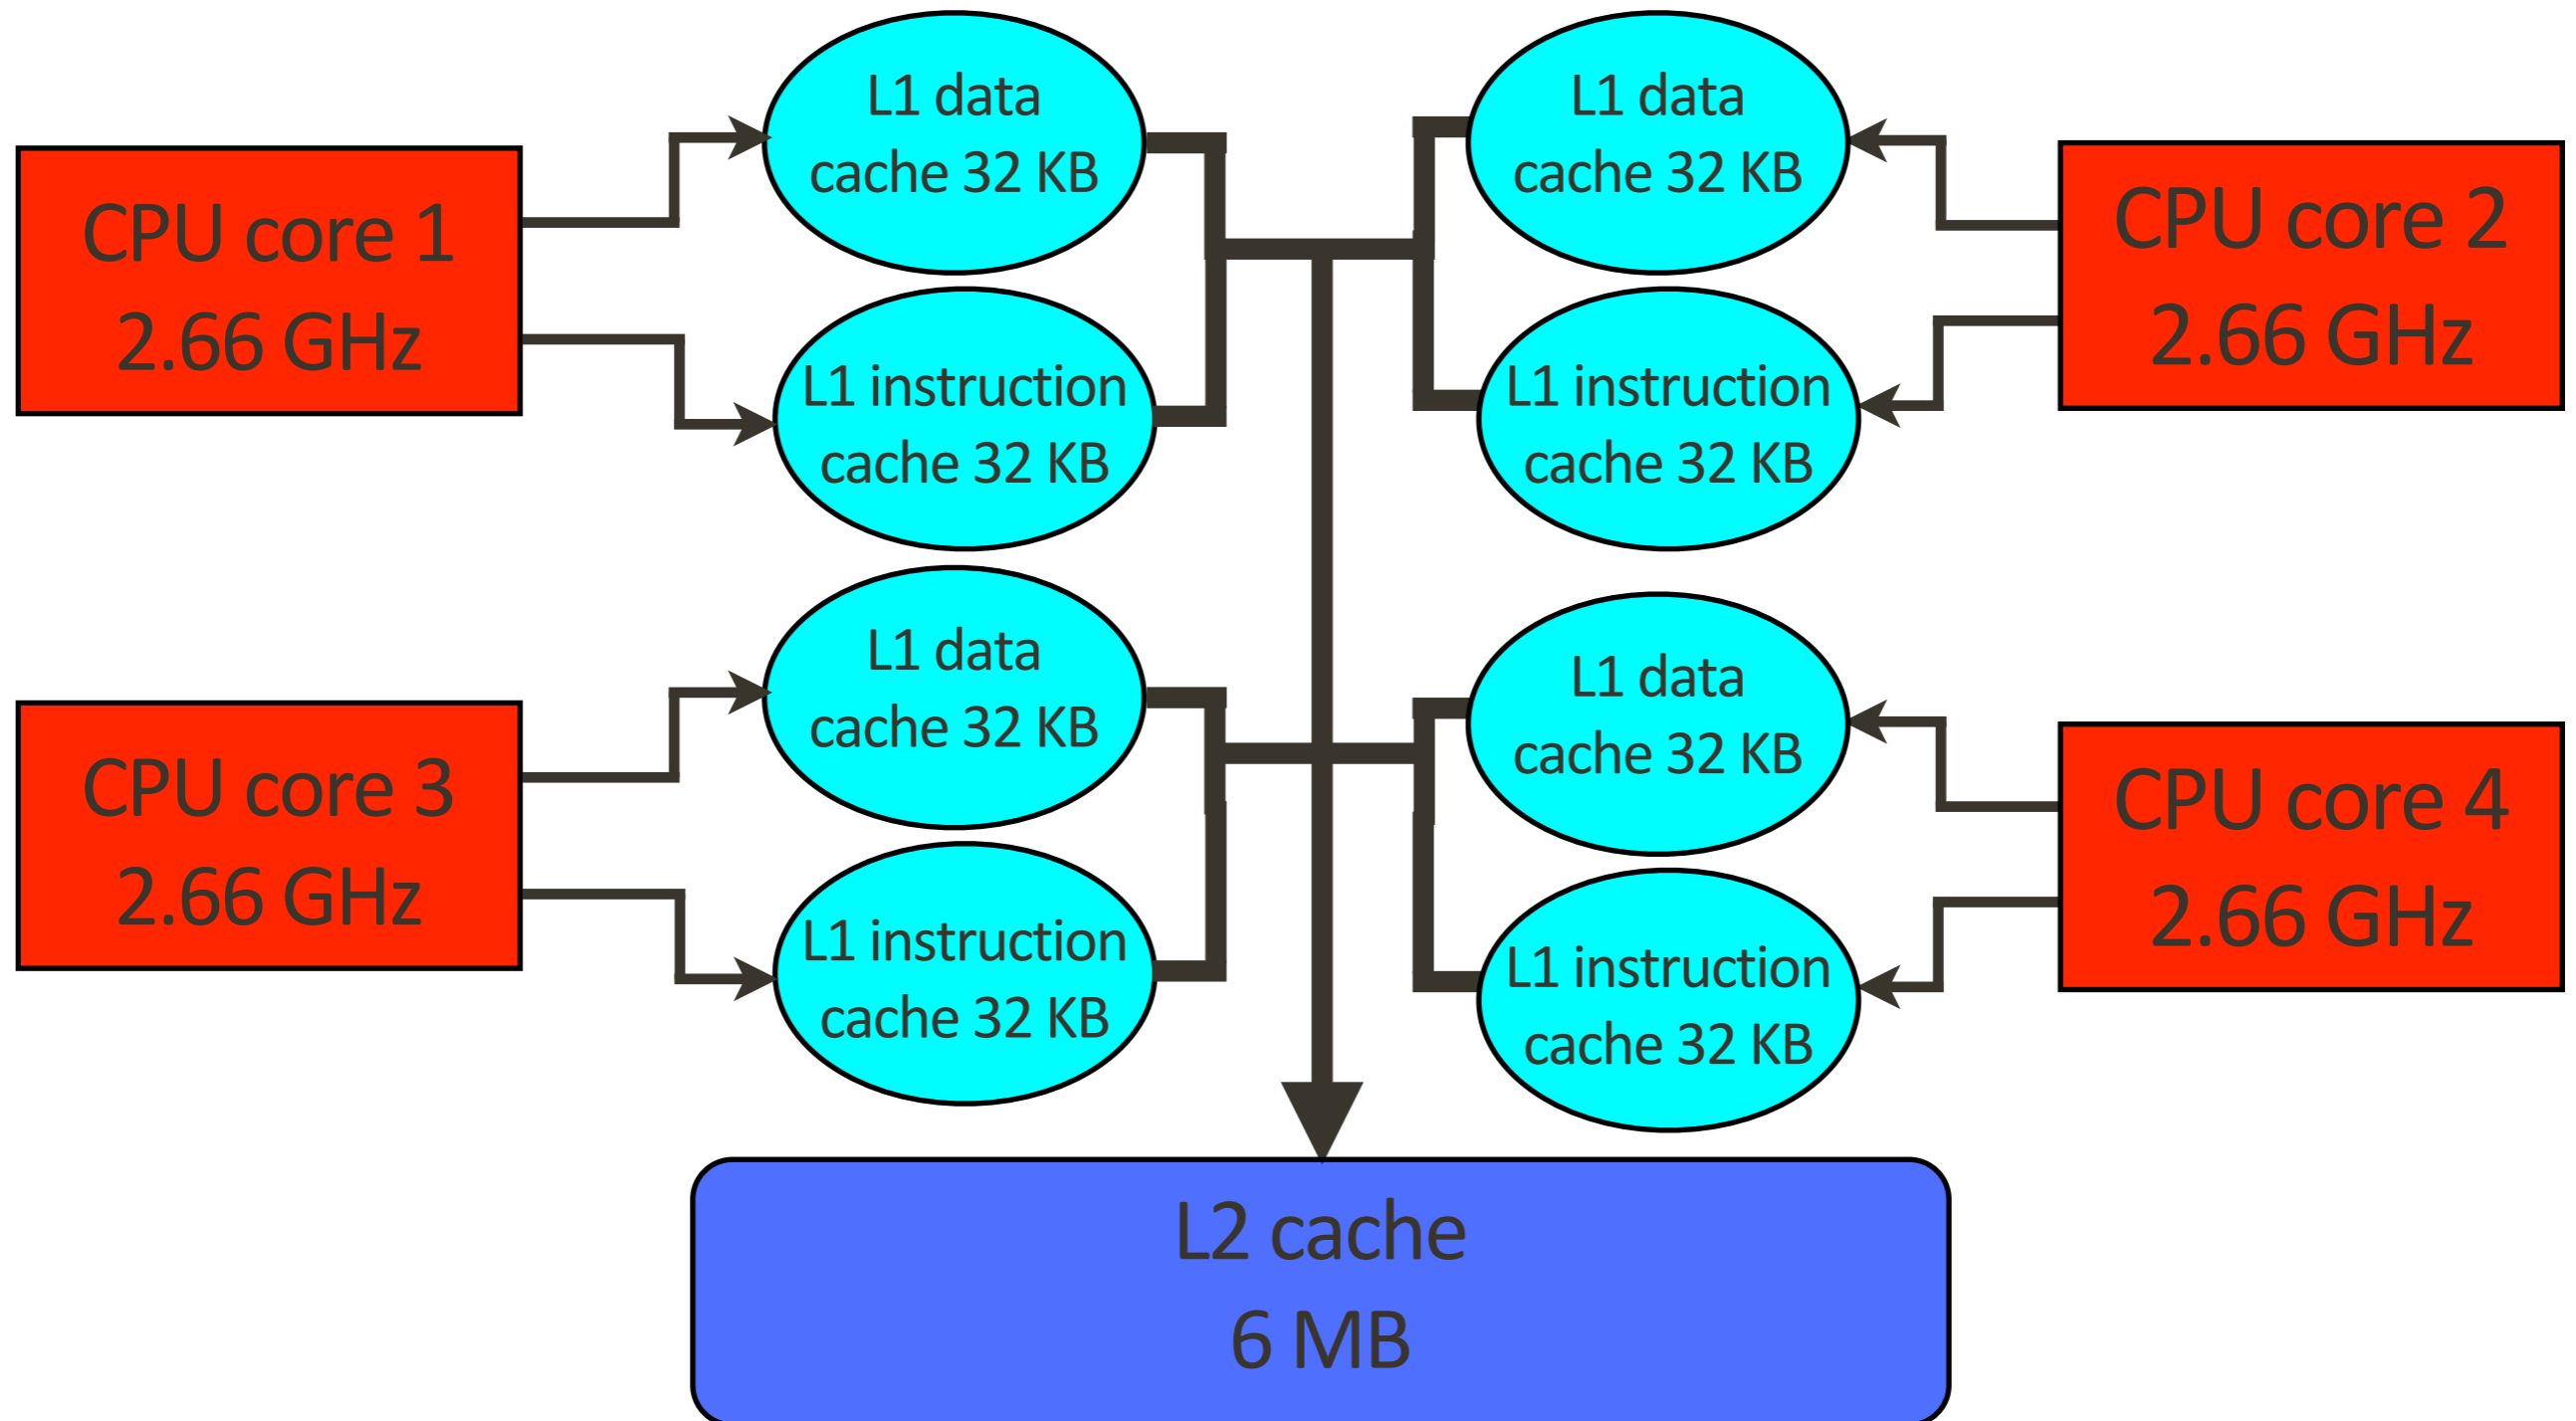 CPU core 1
2.66 GHz
L1 data
cache 32 KB
L1 instruction
cache 32 KB
L1 data
cache 32 KB
L1 instruction
cache 32 KB
CPU core 2
2.66 GHz
CPU core 3
2.66 GHz
L1 data
cache 32 KB
L1 instruction
cache 32 KB
L1 data
cache 32 KB
L1 instruction
cache 32 KB
CPU core 4
2.66 GHz
L2 cache
6 MB